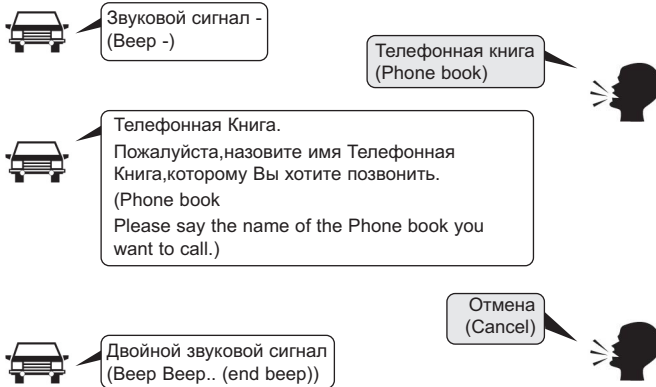 Звуковой сигнал -
(Beep -)
Телефонная книга
(Phone book)
Телефонная Книга.
Пожалуйста,назовите имя Телефонная
Книга,которому Вы хотите позвонить.
(Phone book
Please say the name of the Phone book you
want to call.)
Отмена
(Cancel)
Двойной звуковой сигнал
(Beep Beep.. (end beep))